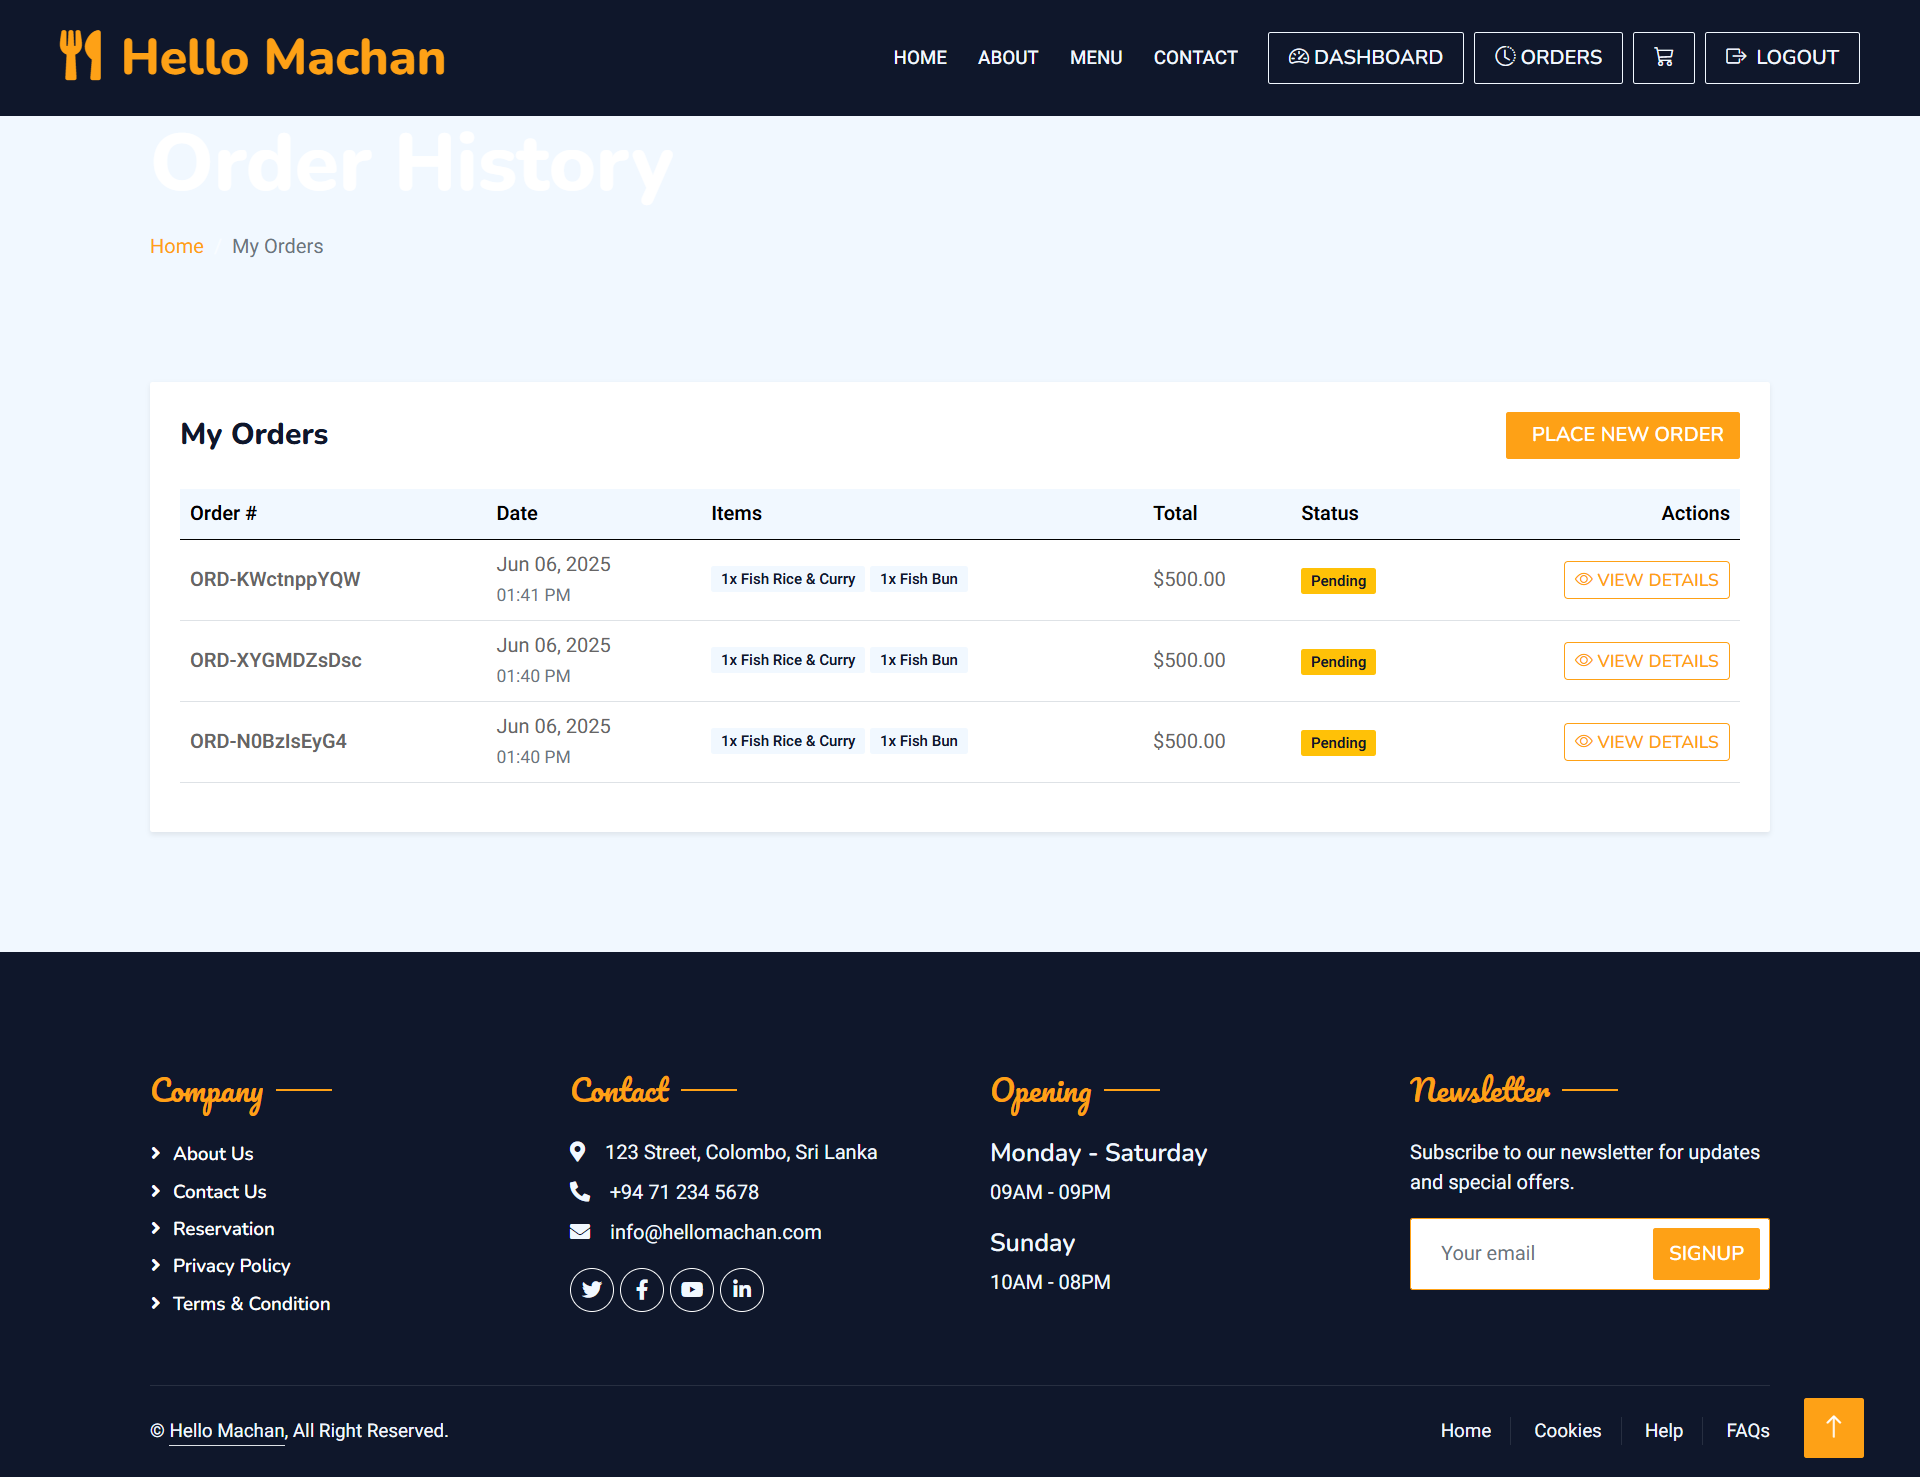 Hello Machan
HOME ABOUT MENU CONTACT DASHBOARD ORDERS LOGOUT
Order History
Home / My Orders
My Orders
PLACE NEW ORDER
Order # Date Items Total Status Actions
ORD-KWctnppYQW Jun 06, 2025 01:41 PM 1x Fish Rice & Curry 1x Fish Bun $500.00 Pending VIEW DETAILS
ORD-XYGMDZsDsc Jun 06, 2025 01:40 PM 1x Fish Rice & Curry 1x Fish Bun $500.00 Pending VIEW DETAILS
ORD-N0BzIsEyG4 Jun 06, 2025 01:40 PM 1x Fish Rice & Curry 1x Fish Bun $500.00 Pending VIEW DETAILS
Company
About Us
Contact Us
Reservation
Privacy Policy
Terms & Condition
Contact
123 Street, Colombo, Sri Lanka
+94 71 234 5678
info@hellomachan.com
Opening
Monday - Saturday
09AM - 09PM
Sunday
10AM - 08PM
Newsletter
Subscribe to our newsletter for updates
and special offers.
Your email SIGNUP
© Hello Machan, All Right Reserved.
Home Cookies Help FAQs